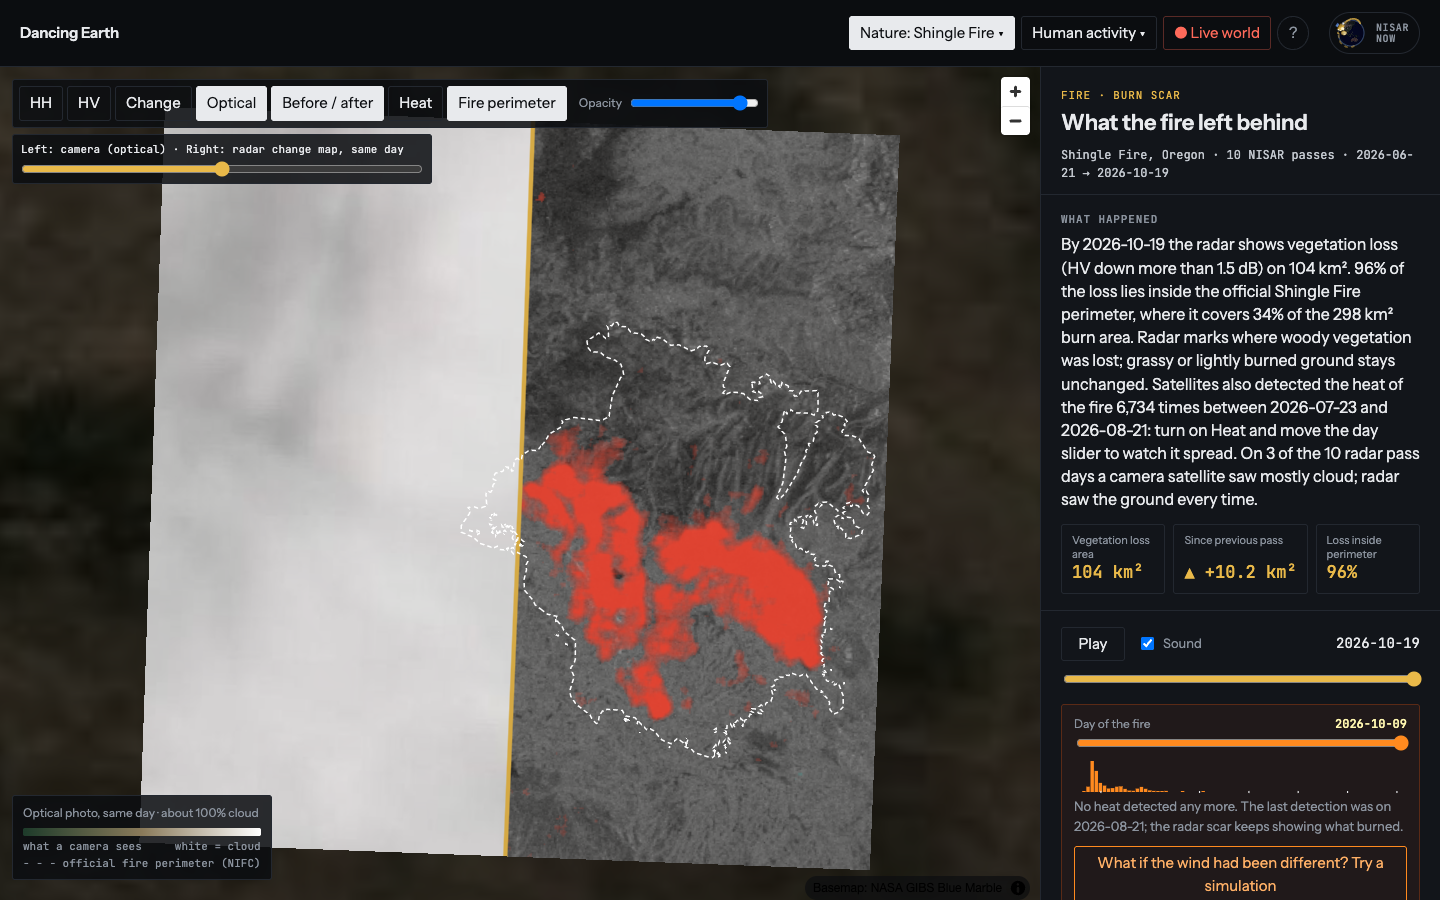 Dancing Earth
Nature: Shingle Fire ▾
Human activity ▾
Live world
?
NISAR
NOW
HH
HV
Change
Optical
Before / after
Heat
Fire perimeter
Opacity
Left: camera (optical) · Right: radar change map, same day
+
−
FIRE · BURN SCAR
What the fire left behind
Shingle Fire, Oregon · 10 NISAR passes · 2026-06-
21 → 2026-10-19
WHAT HAPPENED
By 2026-10-19 the radar shows vegetation loss
(HV down more than 1.5 dB) on 104 km². 96% of
the loss lies inside the official Shingle Fire
perimeter, where it covers 34% of the 298 km²
burn area. Radar marks where woody vegetation
was lost; grassy or lightly burned ground stays
unchanged. Satellites also detected the heat of
the fire 6,734 times between 2026-07-23 and
2026-08-21: turn on Heat and move the day
slider to watch it spread. On 3 of the 10 radar pass
days a camera satellite saw mostly cloud; radar
saw the ground every time.
Vegetation loss
area
104 km²
Since previous pass
▲ +10.2 km²
Loss inside
perimeter
96%
Play
Sound
2026-10-19
Day of the fire
2026-10-09
No heat detected any more. The last detection was on
2026-08-21; the radar scar keeps showing what burned.
What if the wind had been different? Try a
simulation
Optical photo, same day · about 100% cloud
what a camera sees
white = cloud
- - - official fire perimeter (NIFC)
Basemap: NASA GIBS Blue Marble